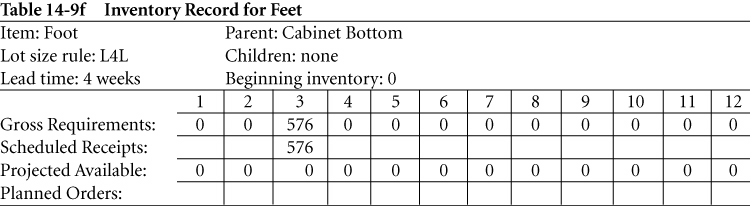 Table 14-9f Inventory Record for Feet
Item: Foot Parent: Cabinet Bottom
Lot size rule: L4L Children: none
Lead time: 4 weeks Beginning inventory: 0
1 2 3 4 5 6 7 8 9 10 11 12
Gross Requirements: 0 0 576 0 0 0 0 0 0 0 0 0
Scheduled Receipts: 576
Projected Available: 0 0 0 0 0 0 0 0 0 0 0 0
Planned Orders: